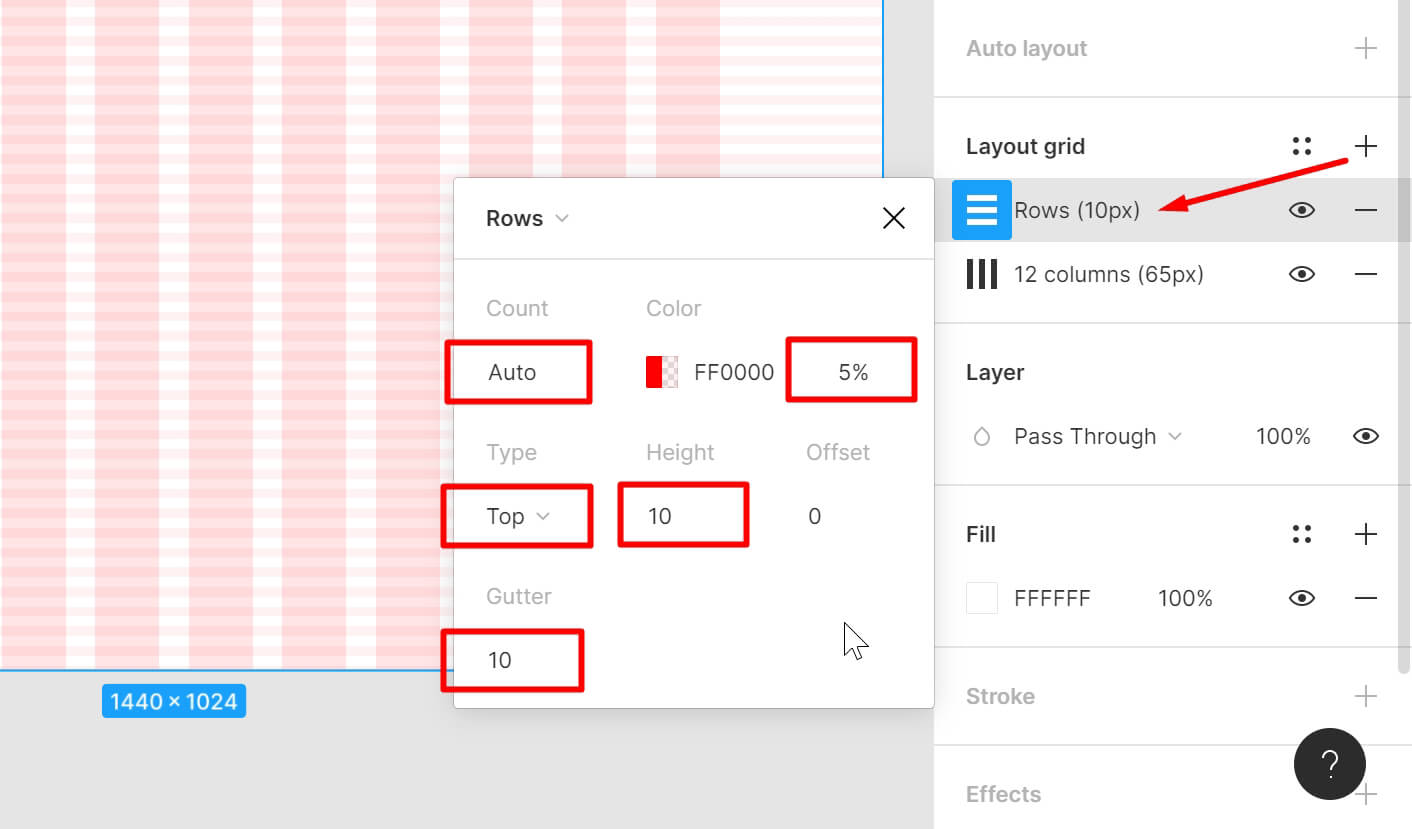 Auto layout
Layout grid
Rows (10px)
12 columns (65px)
Rows
Count Color
Auto FF0000 5%
Type Height Offset
Top 10 0
Gutter
10
1440 × 1024
Layer
Pass Through 100%
Fill
FFFFFF 100%
Stroke
?
Effects